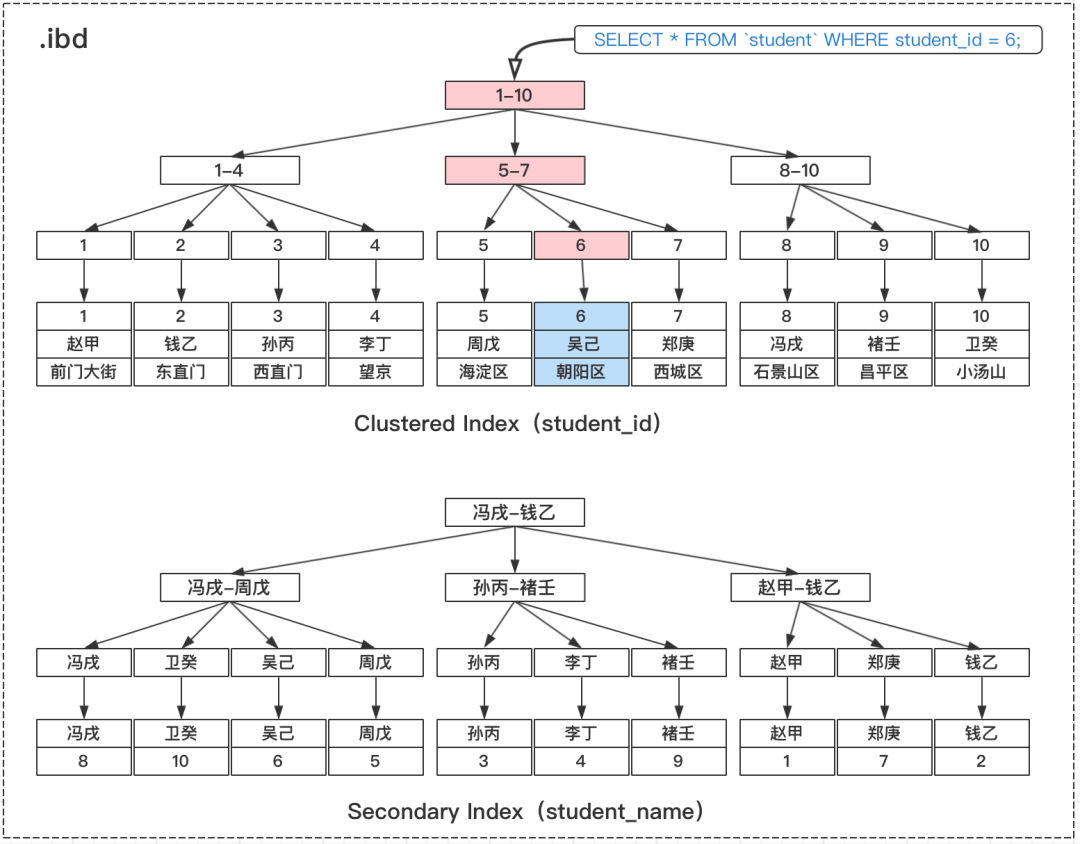 .ibd
SELECT * FROM `student` WHERE student_id = 6;
1-10
1-4 5-7 8-10
1 2 3 4 5 6 7 8 9 10
1 2 3 4 5 6 7 8 9 10
赵甲 钱乙 孙丙 李丁 周戊 吴己 郑庚 冯戌 褚壬 卫癸
前门大街 东直门 西直门 望京 海淀区 朝阳区 西城区 石景山区 昌平区 小汤山
Clustered Index（student_id）
冯戌-钱乙
冯戌-周戊 孙丙-褚壬 赵甲-钱乙
冯戌 卫癸 吴己 周戊 孙丙 李丁 褚壬 赵甲 郑庚 钱乙
冯戌 卫癸 吴己 周戊 孙丙 李丁 褚壬 赵甲 郑庚 钱乙
8 10 6 5 3 4 9 1 7 2
Secondary Index（student_name）